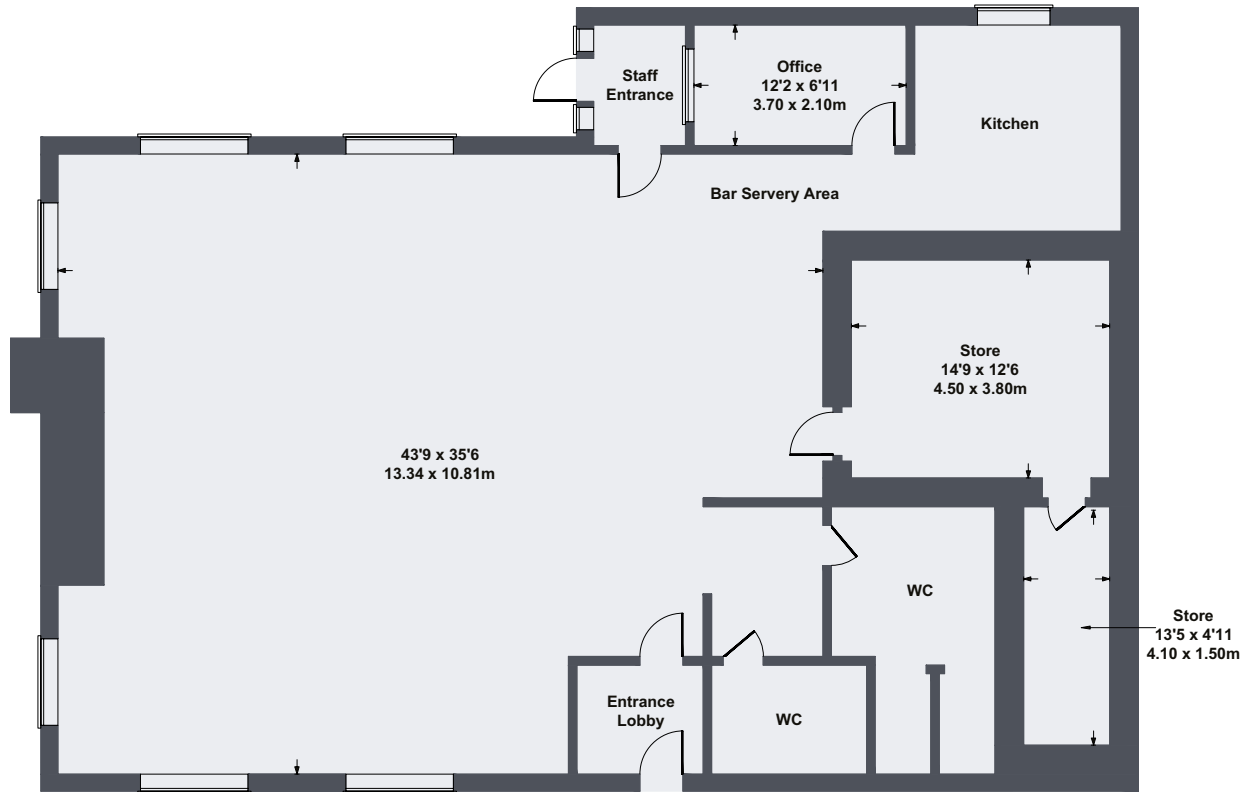 Staff
Entrance
Office
12'2 x 6'11
3.70 x 2.10m
Kitchen
Bar Servery Area
Store
14'9 x 12'6
4.50 x 3.80m
43'9 x 35'6
13.34 x 10.81m
WC
Store
13'5 x 4'11
4.10 x 1.50m
Entrance
Lobby
WC